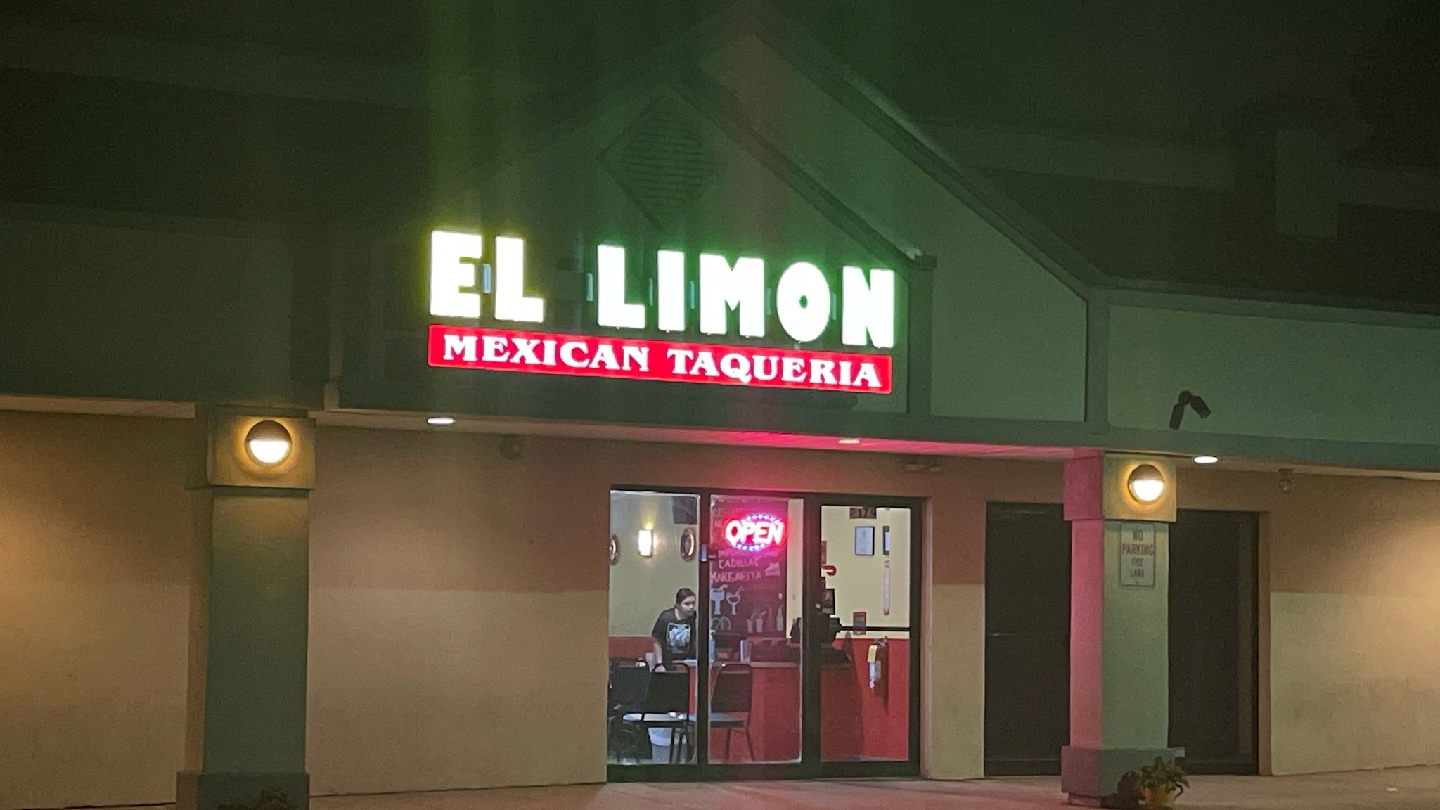 EL LIMON
MEXICAN TAQUERIA
OPEN
CADILLAC
MARGARITA
NO
PARKING
FIRE
LANE